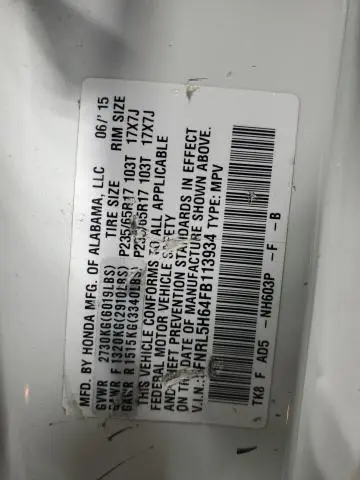 MFD. BY HONDA MFG. OF ALABAMA, LLC 06/'15
TIRE SIZE RIM SIZE
GVWR 2730KG(6019LBS)
GAWR F 1320KG(2910LBS) P235/65R17 103T 17X7J
GAWR R 1515KG(3340LBS) P235/65R17 103T 17X7J
THIS VEHICLE CONFORMS TO ALL APPLICABLE
FEDERAL MOTOR VEHICLE SAFETY
AND THEFT PREVENTION STANDARDS IN EFFECT
ON THE DATE OF MANUFACTURE SHOWN ABOVE.
V.I.N.: 5FNRL5H64FB113934 TYPE: MPV
TK8 F AD5 - NH603P - F - B